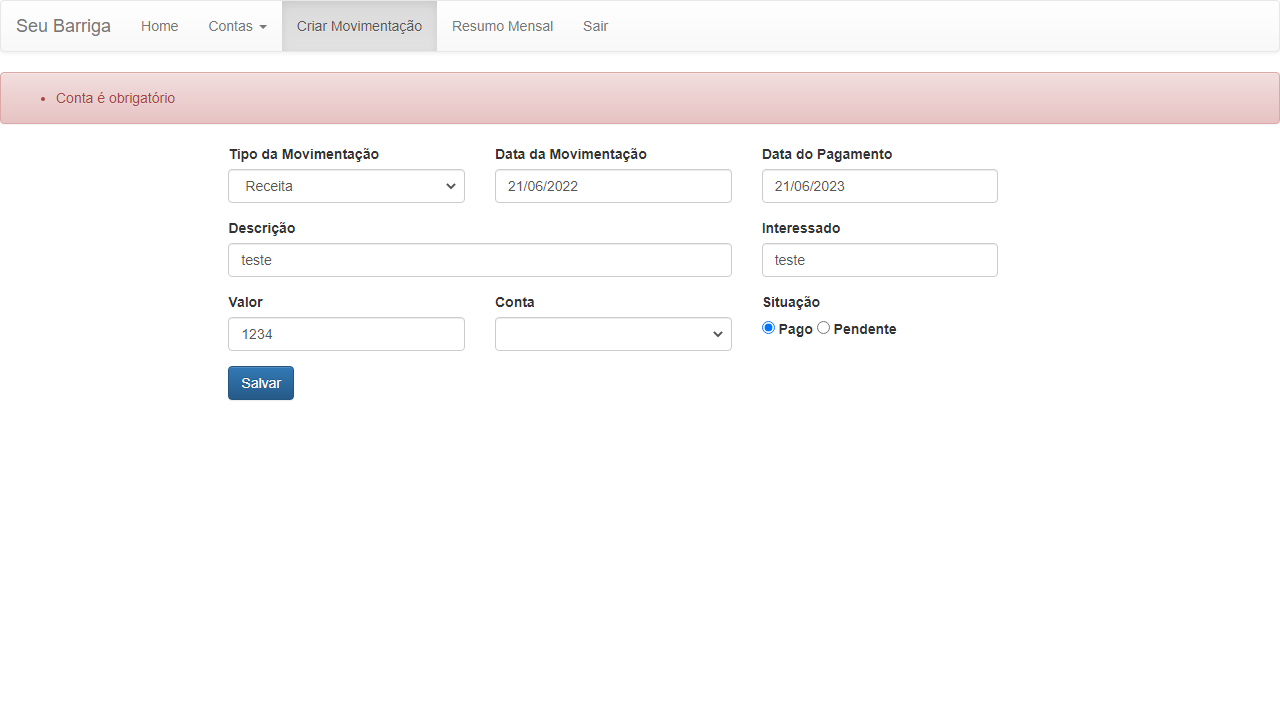 Seu Barriga Home Contas Criar Movimentação Resumo Mensal Sair
Conta é obrigatório
Tipo da Movimentação Data da Movimentação Data do Pagamento
Receita 21/06/2022 21/06/2023
Descrição Interessado
teste teste
Valor Conta Situação
1234 Pago Pendente
Salvar